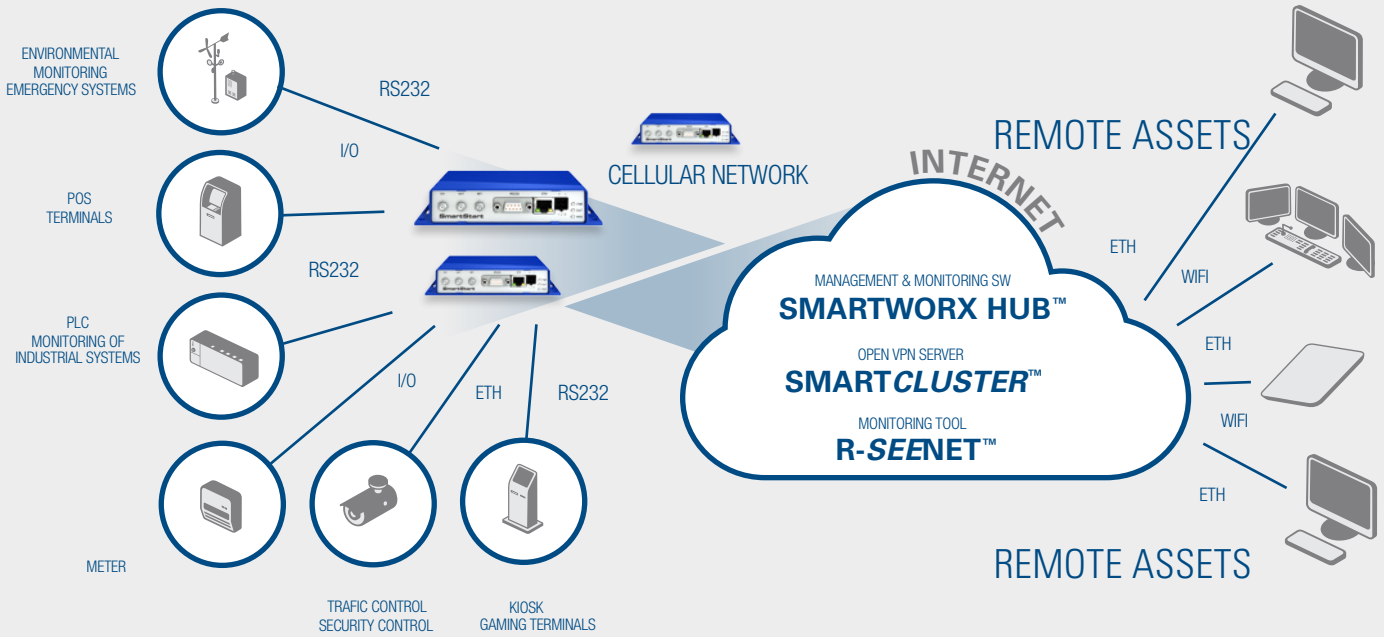 ENVIRONMENTAL
MONITORING
EMERGENCY SYSTEMS
RS232
I/O
POS
TERMINALS
RS232
PLC
MONITORING OF
INDUSTRIAL SYSTEMS
I/O
ETH
RS232
METER
TRAFIC CONTROL
SECURITY CONTROL
KIOSK
GAMING TERMINALS
SmartStart
SmartStart
CELLULAR NETWORK
INTERNET
MANAGEMENT & MONITORING SW
SMARTWORX HUB™
OPEN VPN SERVER
SMARTCLUSTER™
MONITORING TOOL
R-SEENET™
REMOTE ASSETS
ETH
WIFI
ETH
WIFI
ETH
REMOTE ASSETS